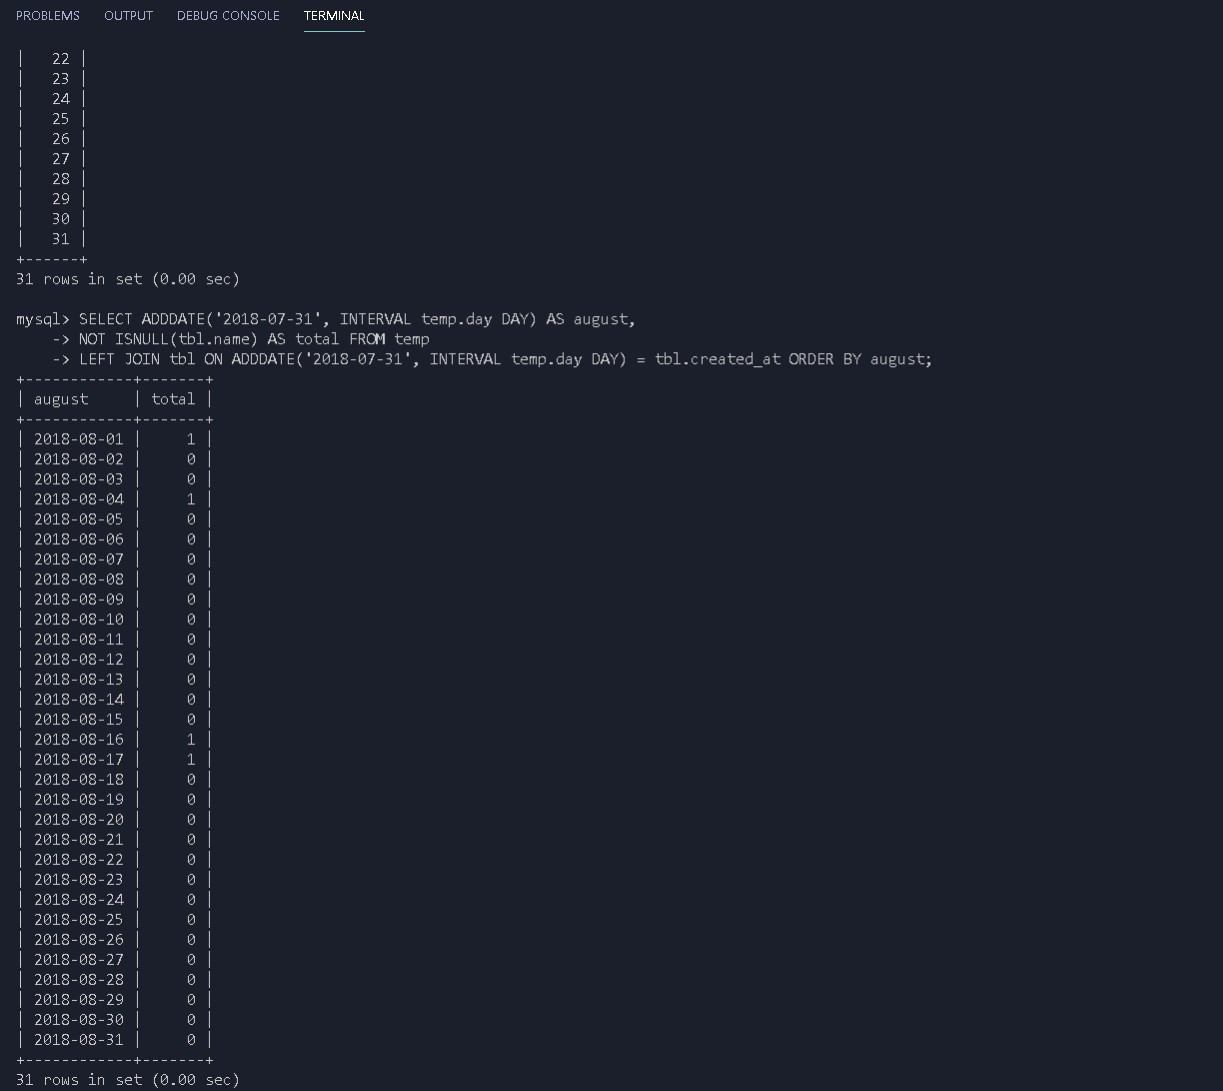 PROBLEMS OUTPUT DEBUG CONSOLE TERMINAL
|   22 |
|   23 |
|   24 |
|   25 |
|   26 |
|   27 |
|   28 |
|   29 |
|   30 |
|   31 |
+------+
31 rows in set (0.00 sec)
mysql> SELECT ADDDATE('2018-07-31', INTERVAL temp.day DAY) AS august,
    -> NOT ISNULL(tbl.name) AS total FROM temp
    -> LEFT JOIN tbl ON ADDDATE('2018-07-31', INTERVAL temp.day DAY) = tbl.created_at ORDER BY august;
+------------+-------+
| august     | total |
+------------+-------+
| 2018-08-01 |     1 |
| 2018-08-02 |     0 |
| 2018-08-03 |     0 |
| 2018-08-04 |     1 |
| 2018-08-05 |     0 |
| 2018-08-06 |     0 |
| 2018-08-07 |     0 |
| 2018-08-08 |     0 |
| 2018-08-09 |     0 |
| 2018-08-10 |     0 |
| 2018-08-11 |     0 |
| 2018-08-12 |     0 |
| 2018-08-13 |     0 |
| 2018-08-14 |     0 |
| 2018-08-15 |     0 |
| 2018-08-16 |     1 |
| 2018-08-17 |     1 |
| 2018-08-18 |     0 |
| 2018-08-19 |     0 |
| 2018-08-20 |     0 |
| 2018-08-21 |     0 |
| 2018-08-22 |     0 |
| 2018-08-23 |     0 |
| 2018-08-24 |     0 |
| 2018-08-25 |     0 |
| 2018-08-26 |     0 |
| 2018-08-27 |     0 |
| 2018-08-28 |     0 |
| 2018-08-29 |     0 |
| 2018-08-30 |     0 |
| 2018-08-31 |     0 |
+------------+-------+
31 rows in set (0.00 sec)